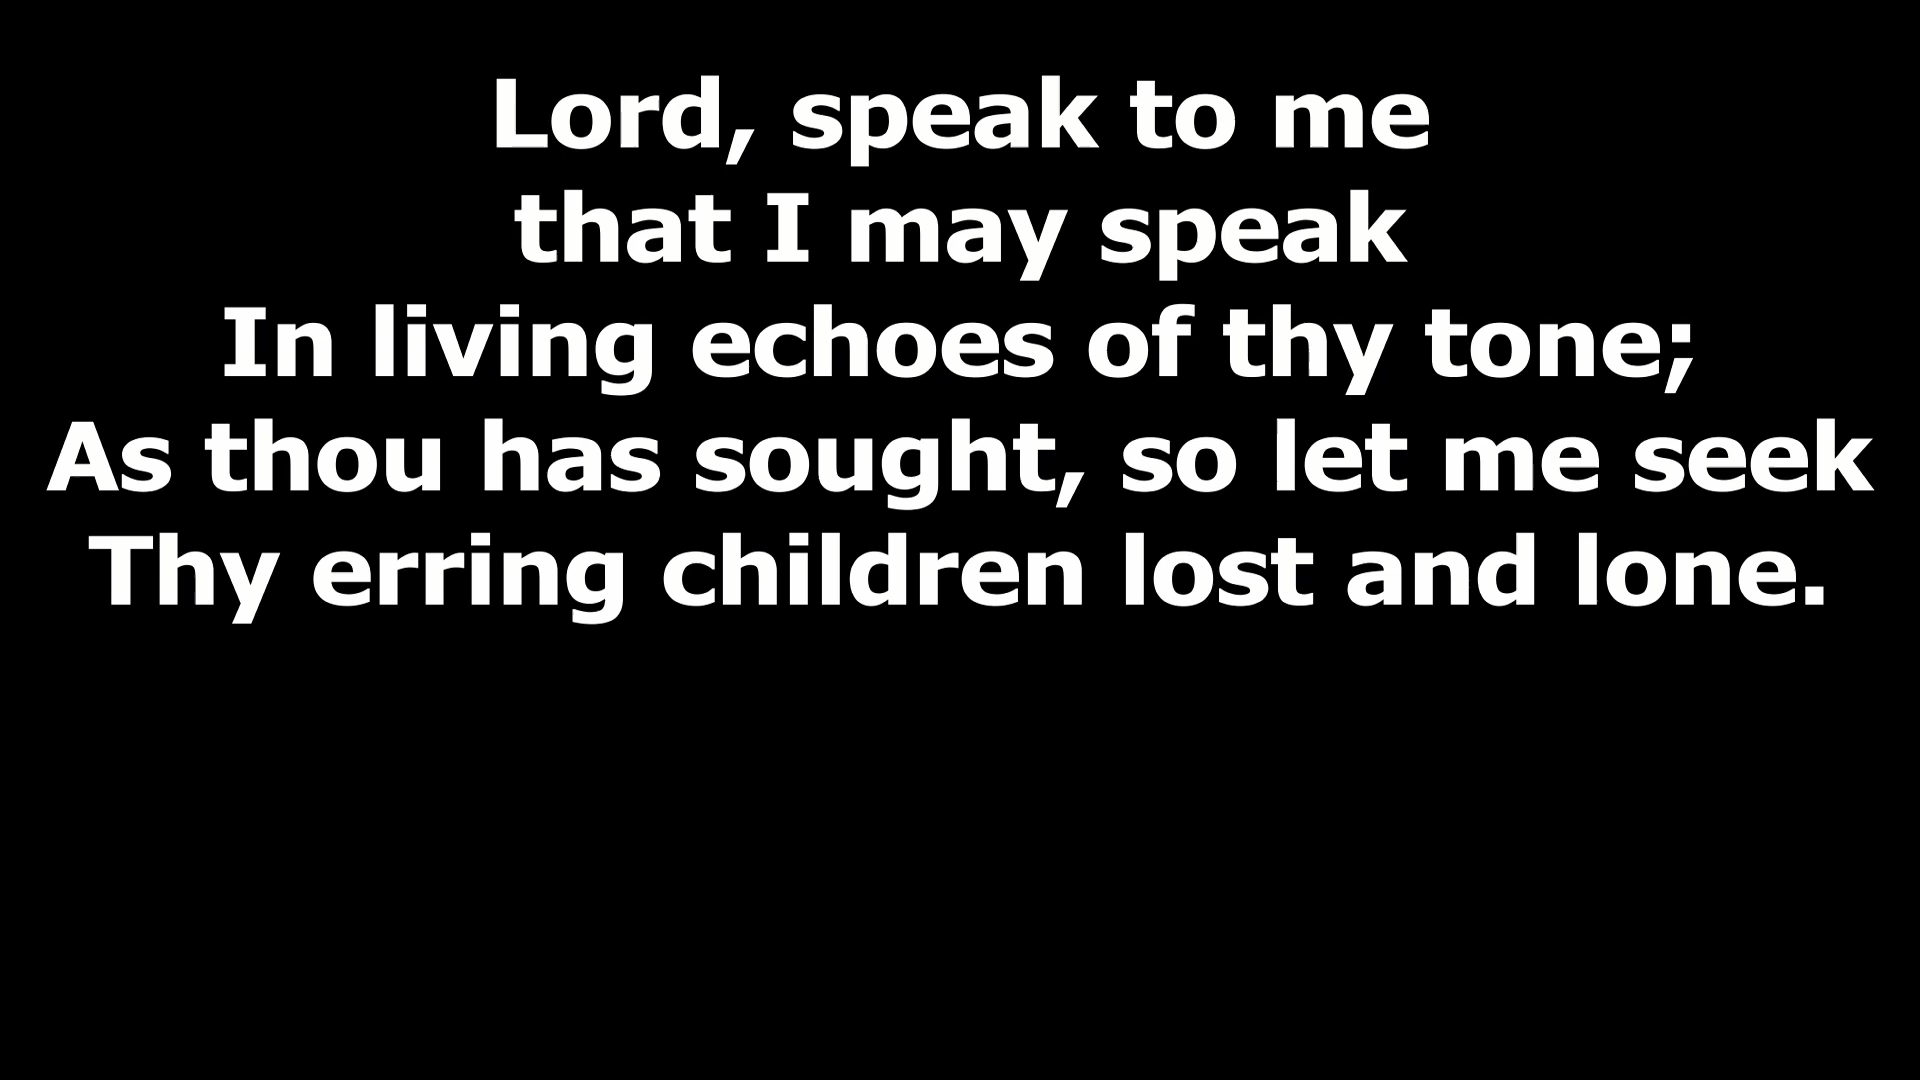 Lord, speak to me
that I may speak
In living echoes of thy tone;
As thou has sought, so let me seek
Thy erring children lost and lone.